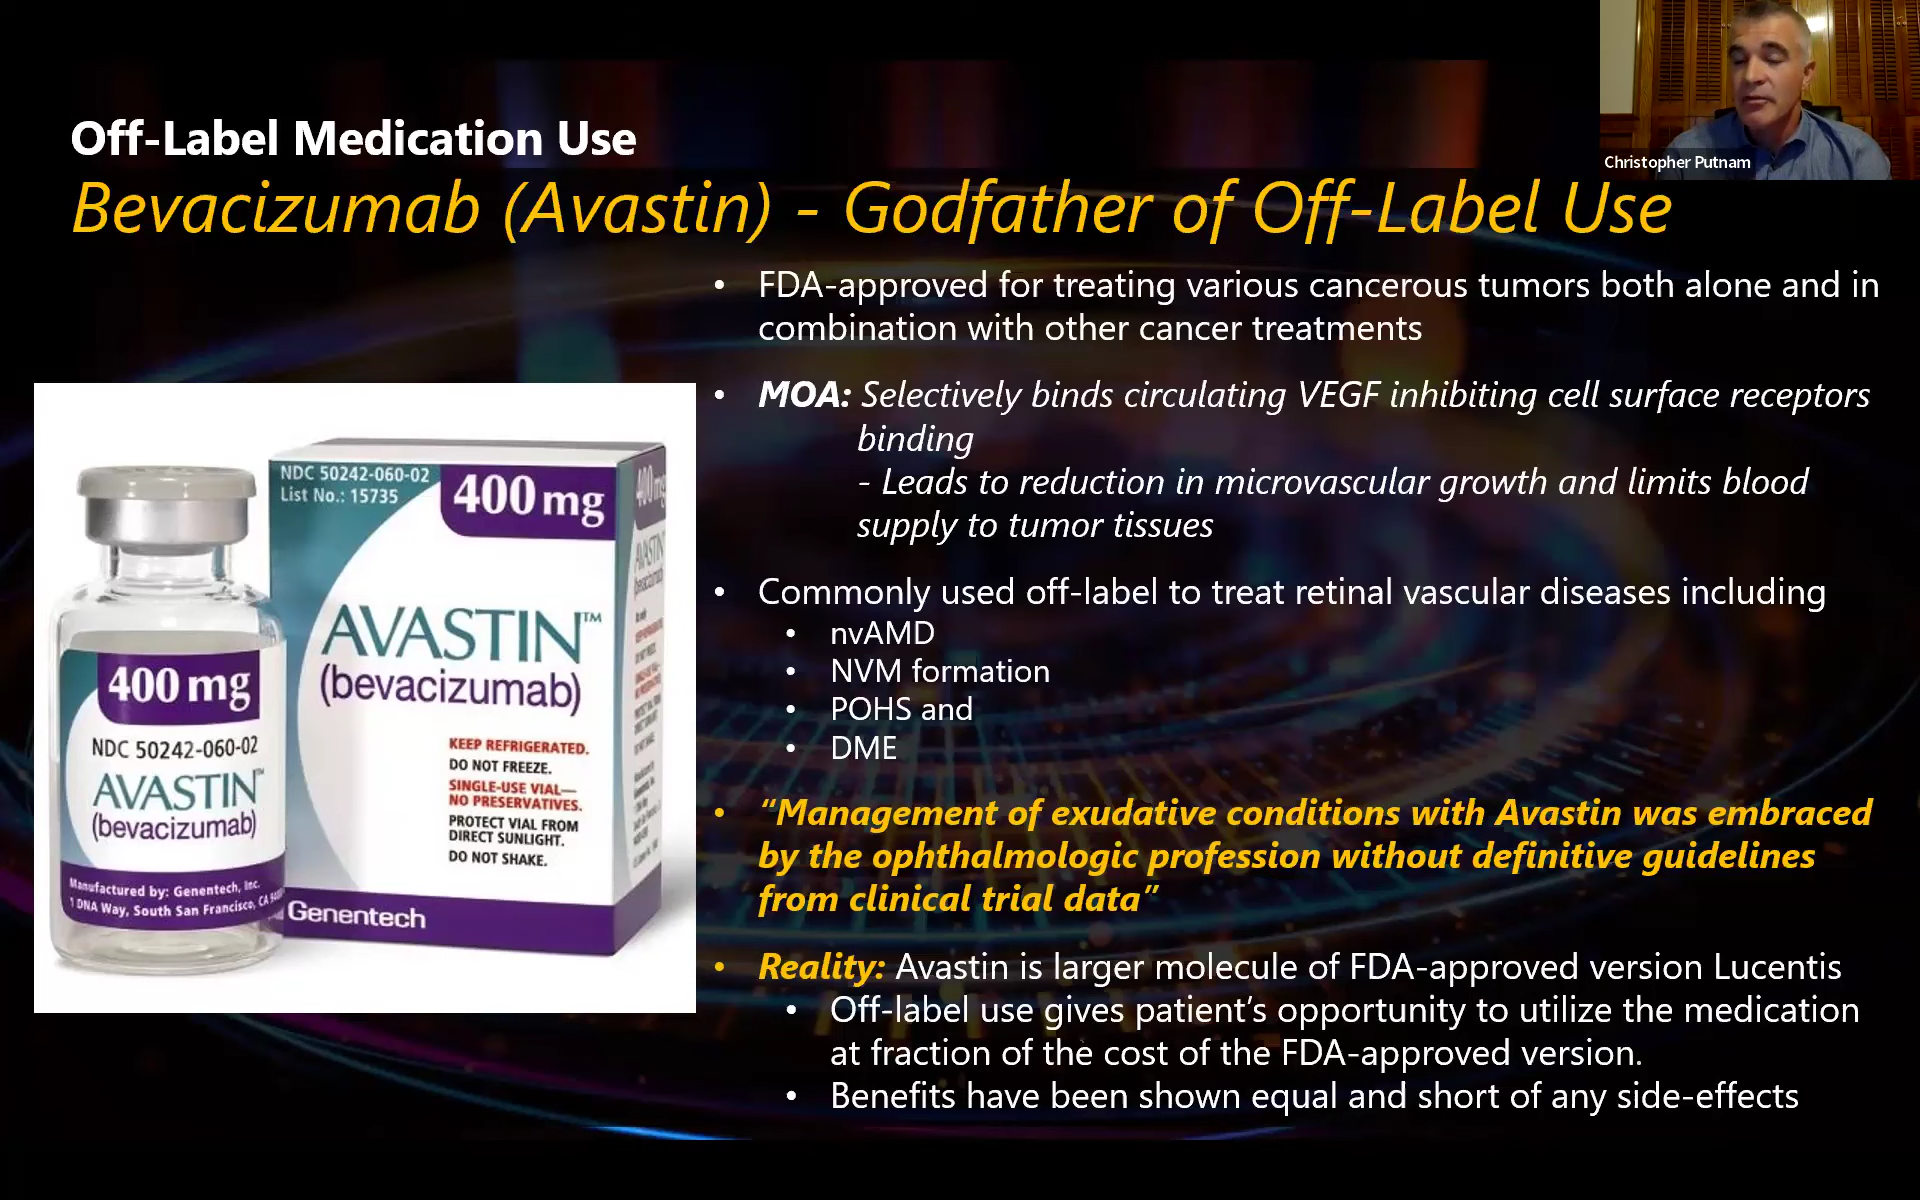 Christopher Putnam
Off-Label Medication Use
Bevacizumab (Avastin) - Godfather of Off-Label Use
• FDA-approved for treating various cancerous tumors both alone and in
combination with other cancer treatments
• MOA: Selectively binds circulating VEGF inhibiting cell surface receptors
binding
- Leads to reduction in microvascular growth and limits blood
supply to tumor tissues
• Commonly used off-label to treat retinal vascular diseases including
• nvAMD
• NVM formation
• POHS and
• DME
• “Management of exudative conditions with Avastin was embraced
by the ophthalmologic profession without definitive guidelines
from clinical trial data”
• Reality: Avastin is larger molecule of FDA-approved version Lucentis
• Off-label use gives patient’s opportunity to utilize the medication
at fraction of the cost of the FDA-approved version.
• Benefits have been shown equal and short of any side-effects
NDC 50242-060-02
List No.: 15735
400 mg
AVASTIN™
(bevacizumab)
KEEP REFRIGERATED.
DO NOT FREEZE.
SINGLE-USE VIAL—
NO PRESERVATIVES.
PROTECT VIAL FROM
DIRECT SUNLIGHT.
DO NOT SHAKE.
Genentech
400mg
AVASTIN
400 mg
NDC 50242-060-02
AVASTIN™
(bevacizumab)
Manufactured by: Genentech, Inc.
1 DNA Way, South San Francisco, CA